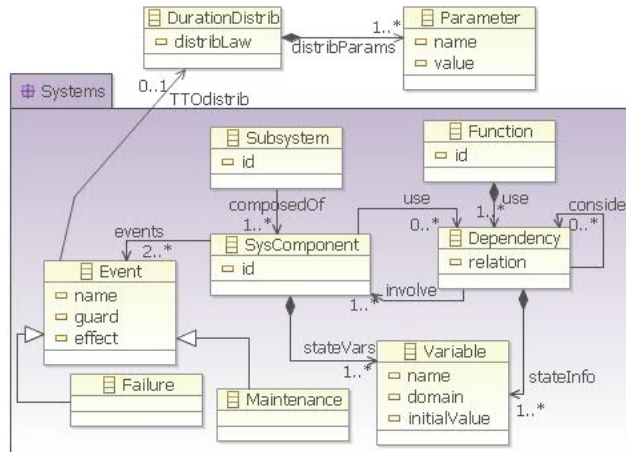 DurationDistrib
distribLaw
1..*
distribParams
Parameter
name
value
0..1
TTOdistrib
Systems
Subsystem
id
Function
id
composedOf
1..*
use
0..*
use
1..*
conside
0..*
events
2..*
SysComponent
id
Dependency
relation
Event
name
guard
effect
involve
1..*
stateVars
1..*
Variable
name
domain
initialValue
stateInfo
1..*
Failure
Maintenance